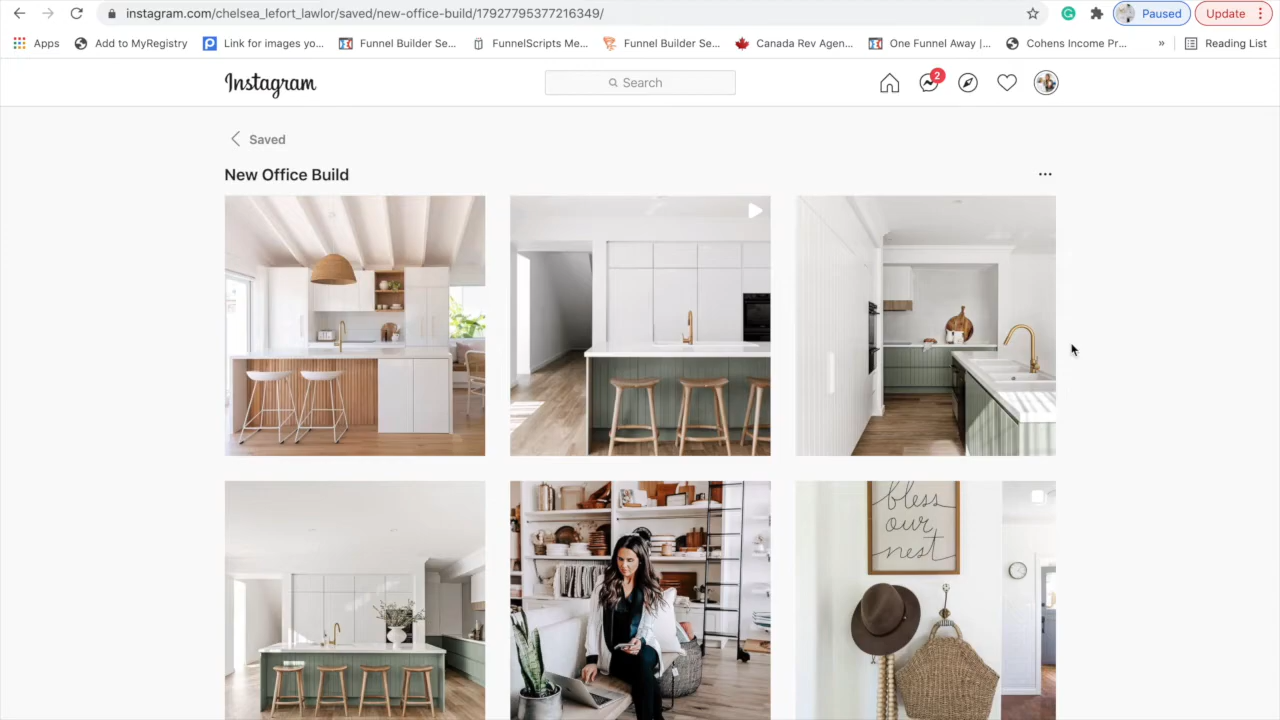 instagram.com/chelsea_lefort_lawlor/saved/new-office-build/17927795377216349/
Paused
Update
Apps
Add to MyRegistry
Link for images yo...
Funnel Builder Se...
FunnelScripts Me...
Funnel Builder Se...
Canada Rev Agen...
One Funnel Away |...
Cohens Income Pr...
»
Reading List
Instagram
Search
2
Saved
New Office Build
bless
our
nest